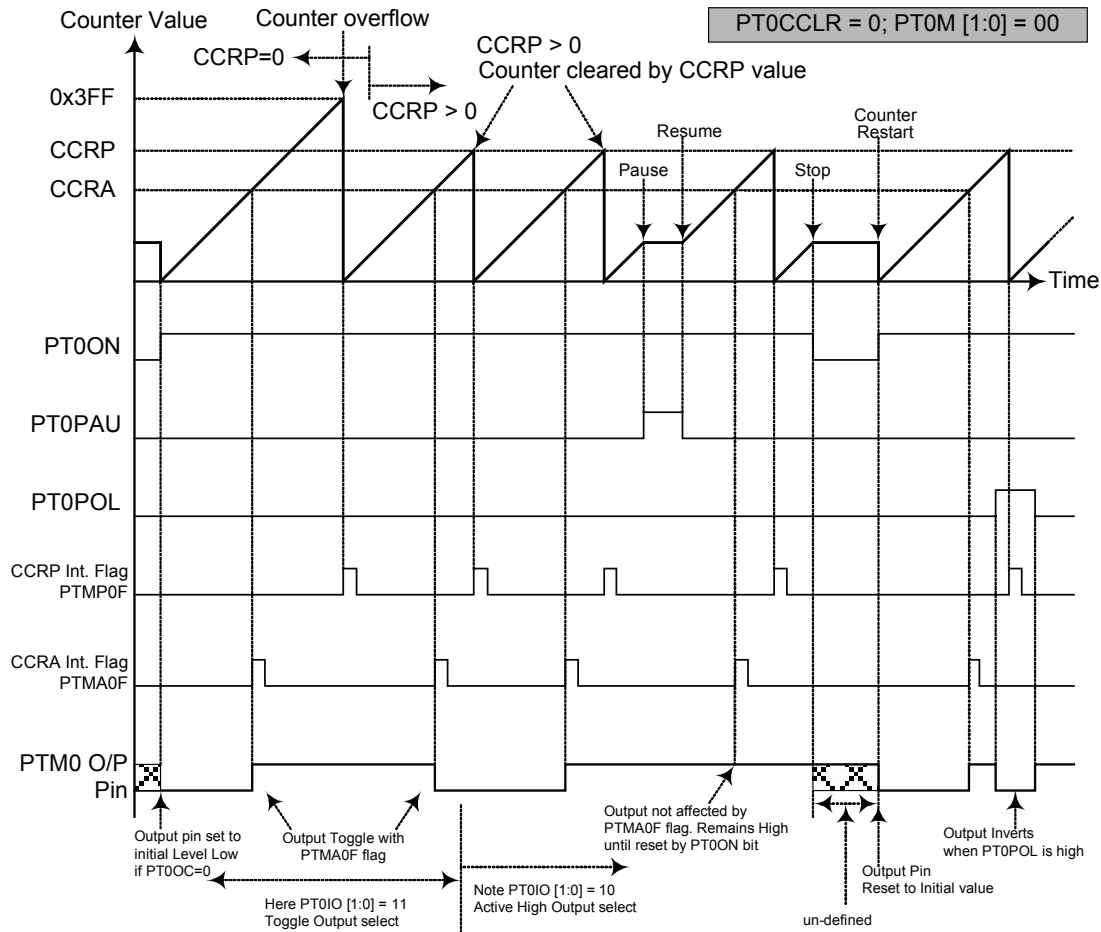 Counter Value
Counter overflow
PT0CCLR = 0; PT0M [1:0] = 00
CCRP=0
CCRP > 0
CCRP > 0
Counter cleared by CCRP value
0x3FF
CCRP
CCRA
Pause
Resume
Stop
Counter
Restart
Time
PT0ON
PT0PAU
PT0POL
CCRP Int. Flag
PTMP0F
CCRA Int. Flag
PTMA0F
PTM0 O/P
Pin
Output pin set to
initial Level Low
if PT0OC=0
Output Toggle with
PTMA0F flag
Output not affected by
PTMA0F flag. Remains High
until reset by PT0ON bit
Output Inverts
when PT0POL is high
Output Pin
Reset to Initial value
Here PT0IO [1:0] = 11
Toggle Output select
Note PT0IO [1:0] = 10
Active High Output select
un-defined